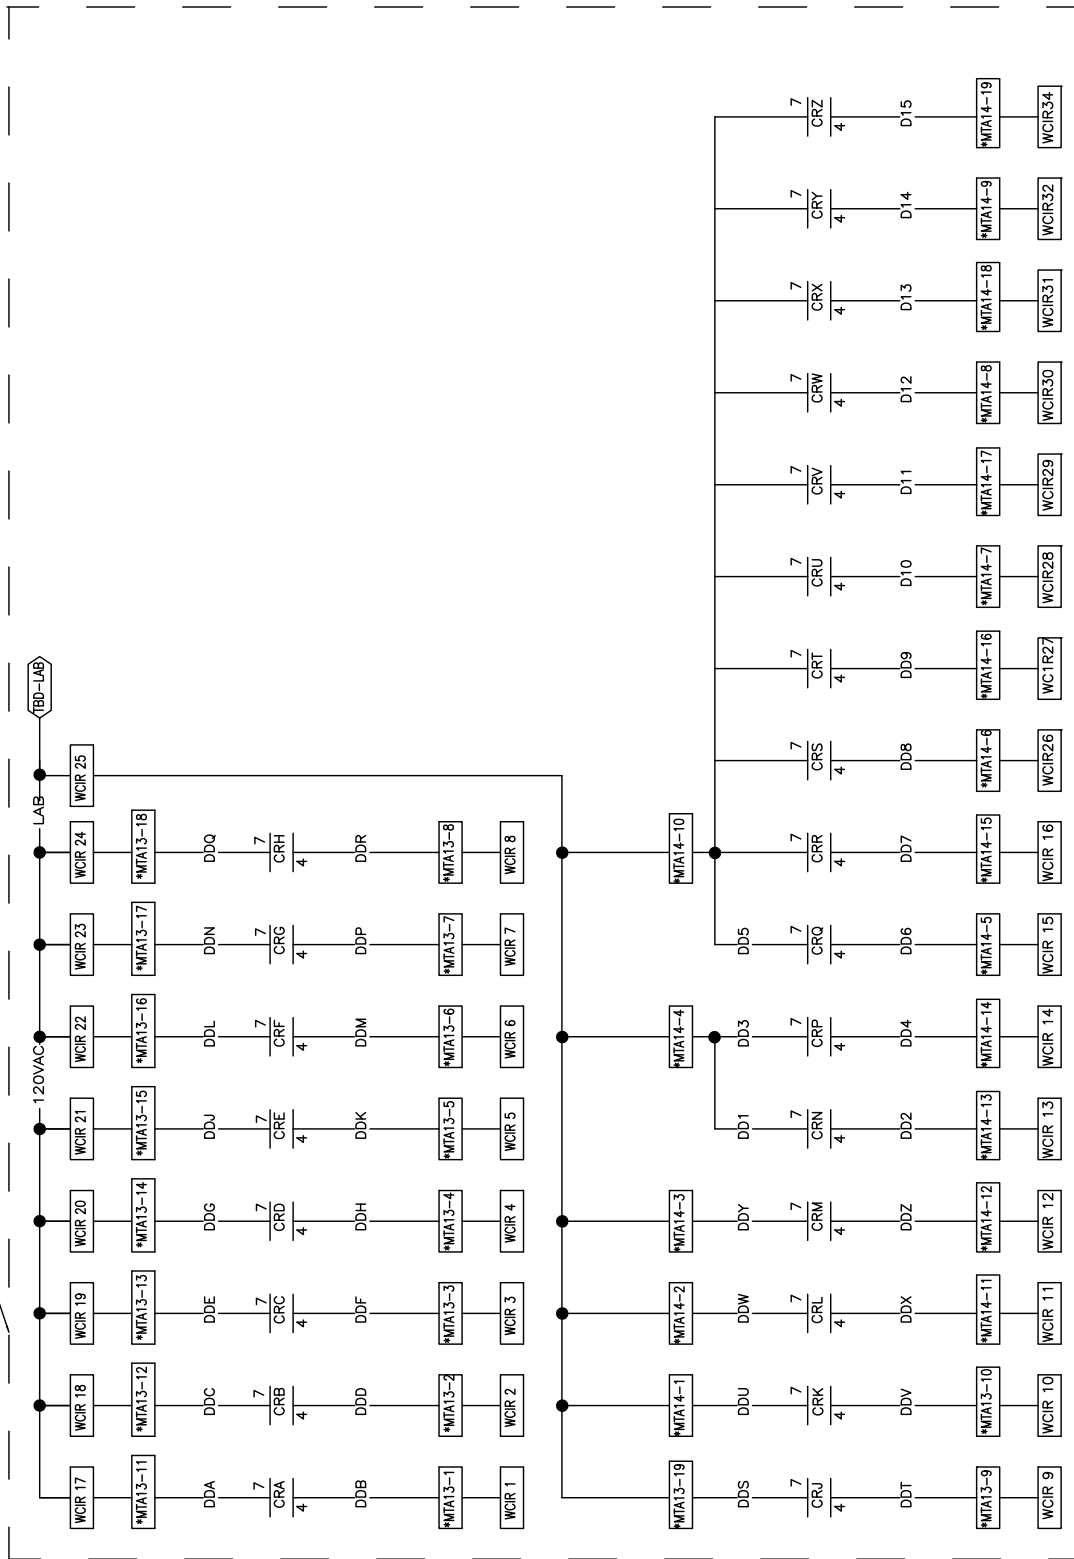 120VAC LAB TBD-LAB
WCIR 17 WCIR 18 WCIR 19 WCIR 20 WCIR 21 WCIR 22 WCIR 23 WCIR 24 WCIR 25
*MTA13-11 *MTA13-12 *MTA13-13 *MTA13-14 *MTA13-15 *MTA13-16 *MTA13-17 *MTA13-18
DDA DDC DDE DDG DDJ DDL DDN DDQ
7 7 7 7 7 7 7 7
CRA CRB CRC CRD CRE CRF CRG CRH
4 4 4 4 4 4 4 4
DDB DDD DDF DDH DDK DDM DDP DDR
*MTA13-1 *MTA13-2 *MTA13-3 *MTA13-4 *MTA13-5 *MTA13-6 *MTA13-7 *MTA13-8
WCIR 1 WCIR 2 WCIR 3 WCIR 4 WCIR 5 WCIR 6 WCIR 7 WCIR 8
*MTA13-19 *MTA14-1 *MTA14-2 *MTA14-3 *MTA14-4 *MTA14-10
DDS DDU DDW DDY DD1 DD3 DD5
7 7 7 7 7 7 7 7 7 7 7 7 7 7 7 7
CRJ CRK CRL CRM CRN CRP CRQ CRR CRS CRT CRU CRV CRW CRX CRY CRZ
4 4 4 4 4 4 4 4 4 4 4 4 4 4 4 4
DDT DDV DDX DDZ DD2 DD4 DD6 DD7 DD8 DD9 D10 D11 D12 D13 D14 D15
*MTA13-9 *MTA13-10 *MTA14-11 *MTA14-12 *MTA14-13 *MTA14-14 *MTA14-5 *MTA14-15 *MTA14-6 *MTA14-16 *MTA14-7 *MTA14-17 *MTA14-8 *MTA14-18 *MTA14-9 *MTA14-19
WCIR 9 WCIR 10 WCIR 11 WCIR 12 WCIR 13 WCIR 14 WCIR 15 WCIR 16 WCIR26 WC1R27 WCIR28 WCIR29 WCIR30 WCIR31 WCIR32 WCIR34